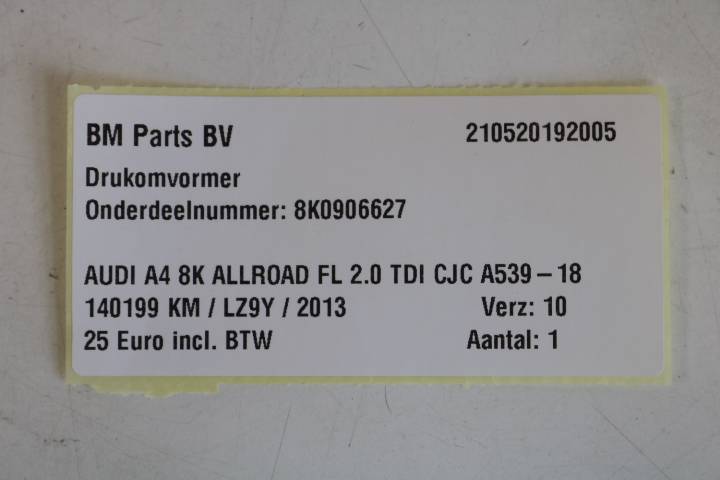 BM Parts BV 210520192005
Drukomvormer
Onderdeelnummer: 8K0906627
AUDI A4 8K ALLROAD FL 2.0 TDI CJC A539 – 18
140199 KM / LZ9Y / 2013 Verz: 10
25 Euro incl. BTW Aantal: 1